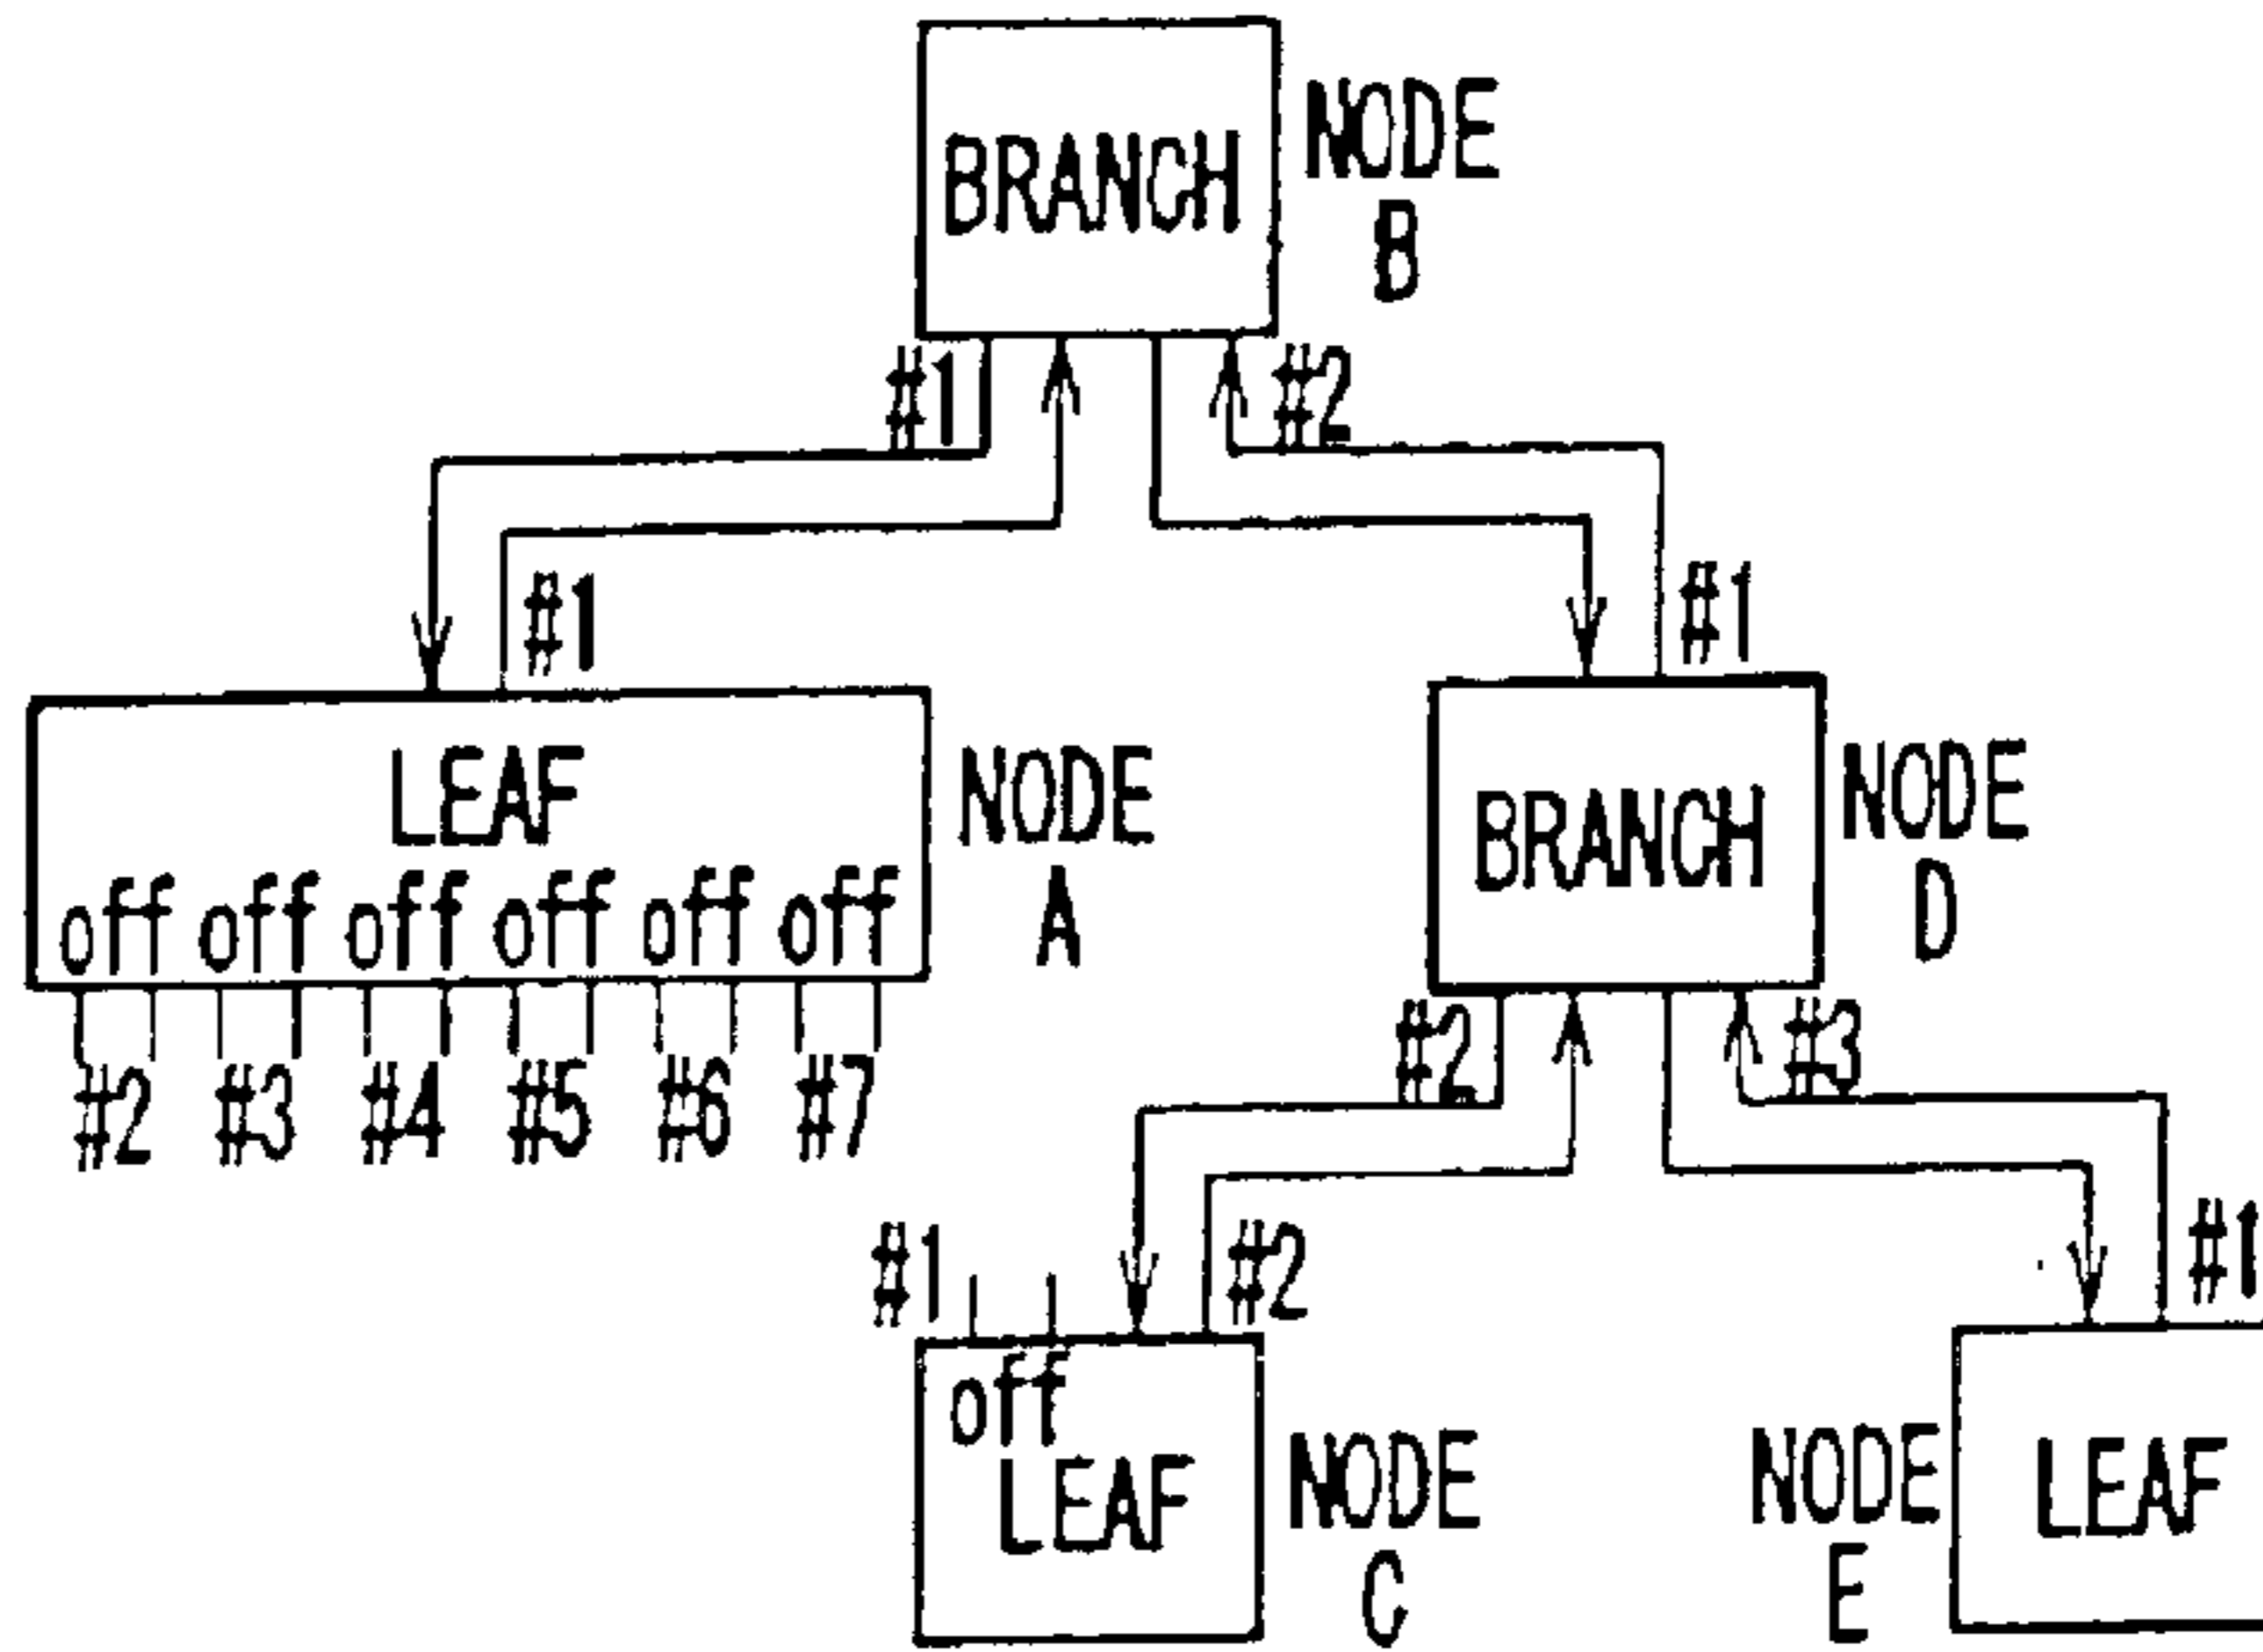 BRANCH
NODE
B
#1
#2
#1
#1
LEAF
NODE
A
off off off off off off
#2 #3 #4 #5 #6 #7
BRANCH
NODE
D
#2
#3
#1
#2
#1
off
LEAF
NODE
C
NODE
E
LEAF